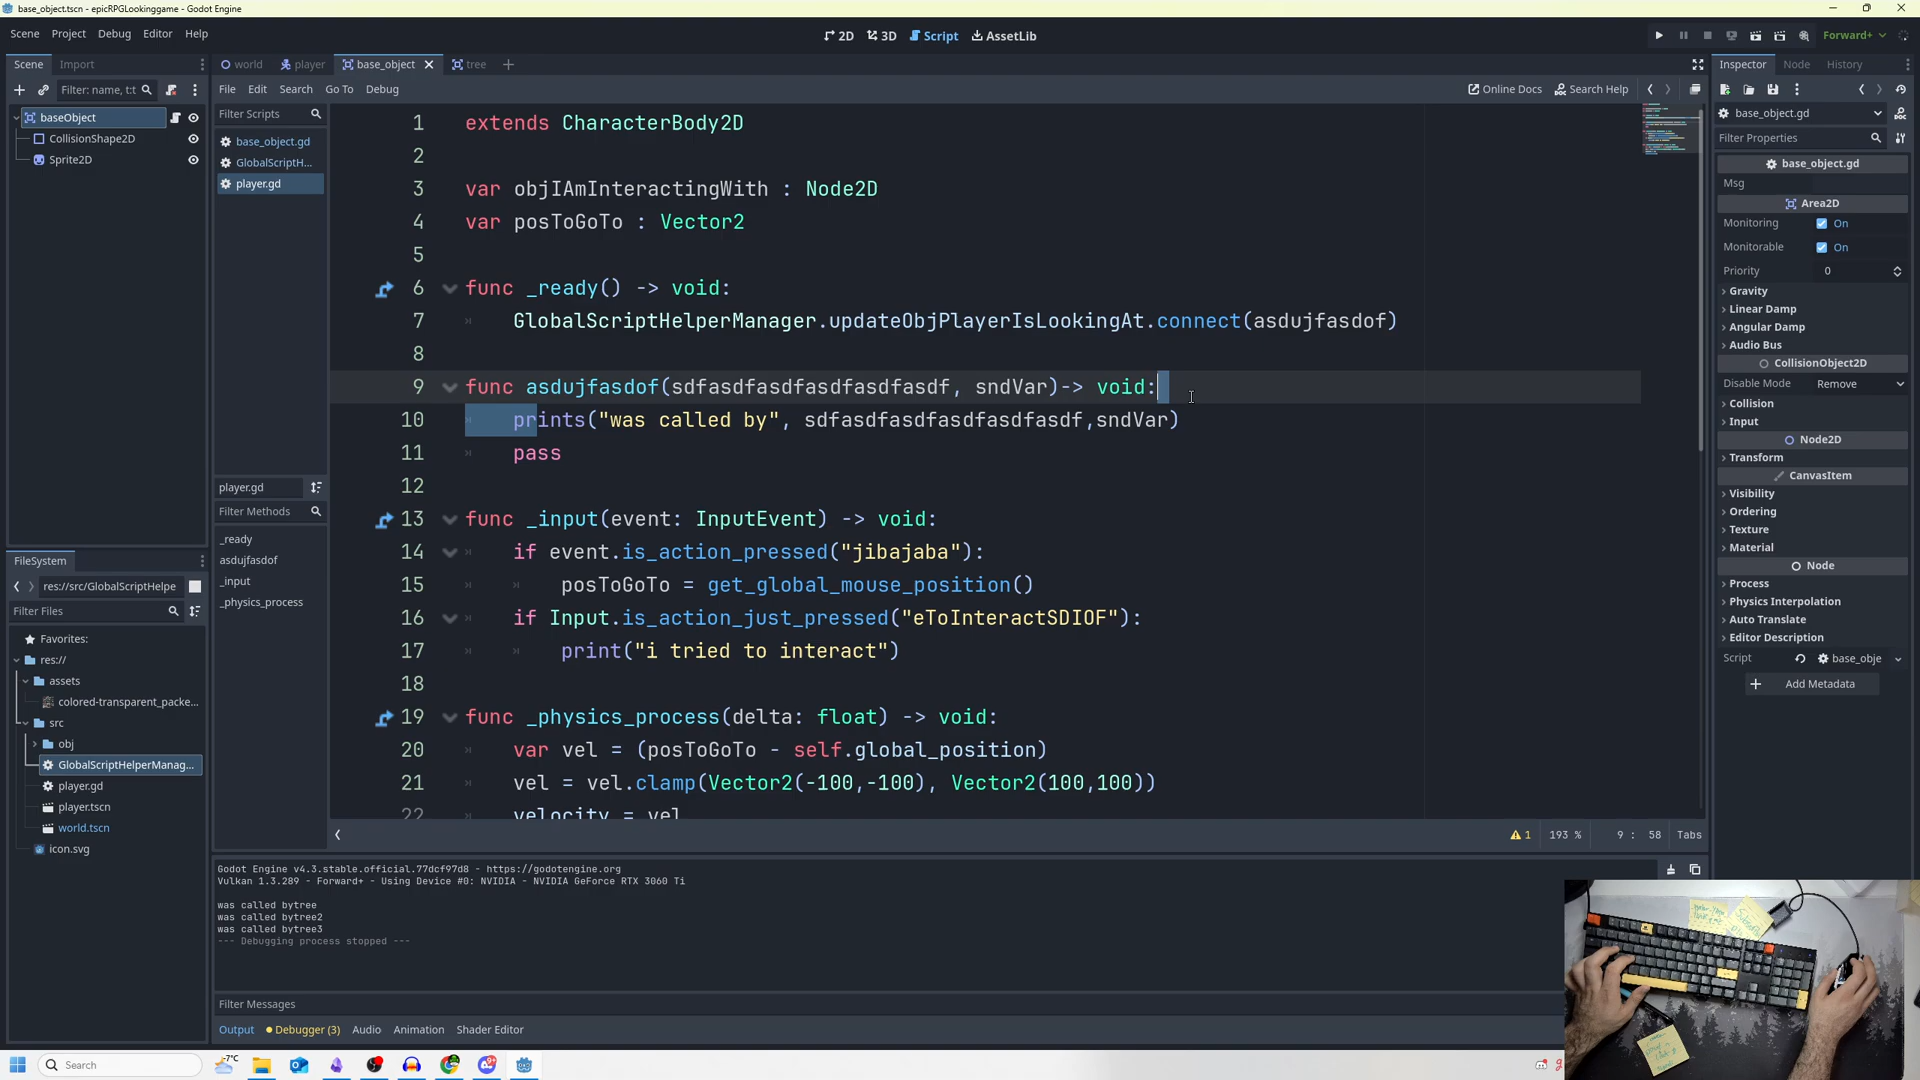 base_object.tscn - epicRPGLookinggame - Godot Engine
Scene Project Debug Editor Help
2D 3D Script AssetLib
Forward+
Scene Import
world player base_object tree
Inspector Node History
Filter: name, t:t
File Edit Search Go To Debug
Online Docs Search Help
baseObject
CollisionShape2D
Sprite2D
Filter Scripts
base_object.gd
GlobalScriptH...
player.gd
player.gd
Filter Methods
_ready
asdujfasdof
_input
_physics_process
1 extends CharacterBody2D
2
3 var objIAmInteractingWith : Node2D
4 var posToGoTo : Vector2
5
6 func _ready() -> void:
7 GlobalScriptHelperManager.updateObjPlayerIsLookingAt.connect(asdujfasdof)
8
9 func asdujfasdof(sdfasdfasdfasdfasdfasdf, sndVar)-> void:
10 prints("was called by", sdfasdfasdfasdfasdfasdf,sndVar)
11 pass
12
13 func _input(event: InputEvent) -> void:
14 if event.is_action_pressed("jibajaba"):
15 posToGoTo = get_global_mouse_position()
16 if Input.is_action_just_pressed("eToInteractSDIOF"):
17 print("i tried to interact")
18
19 func _physics_process(delta: float) -> void:
20 var vel = (posToGoTo - self.global_position)
21 vel = vel.clamp(Vector2(-100,-100), Vector2(100,100))
22 velocity = vel
1 193 % 9 : 58 Tabs
base_object.gd
Filter Properties
base_object.gd
Msg
Area2D
Monitoring On
Monitorable On
Priority 0
Gravity
Linear Damp
Angular Damp
Audio Bus
CollisionObject2D
Disable Mode Remove
Collision
Input
Node2D
Transform
CanvasItem
Visibility
Ordering
Texture
Material
Node
Process
Physics Interpolation
Auto Translate
Editor Description
Script base_obje
Add Metadata
FileSystem
res://src/GlobalScriptHelpe
Filter Files
Favorites:
res://
assets
colored-transparent_packe...
src
obj
GlobalScriptHelperManag...
player.gd
player.tscn
world.tscn
icon.svg
Godot Engine v4.3.stable.official.77dcf97d8 - https://godotengine.org
Vulkan 1.3.289 - Forward+ - Using Device #0: NVIDIA - NVIDIA GeForce RTX 3060 Ti
was called bytree
was called bytree2
was called bytree3
--- Debugging process stopped ---
Filter Messages
Output Debugger (3) Audio Animation Shader Editor
Search
-7°C